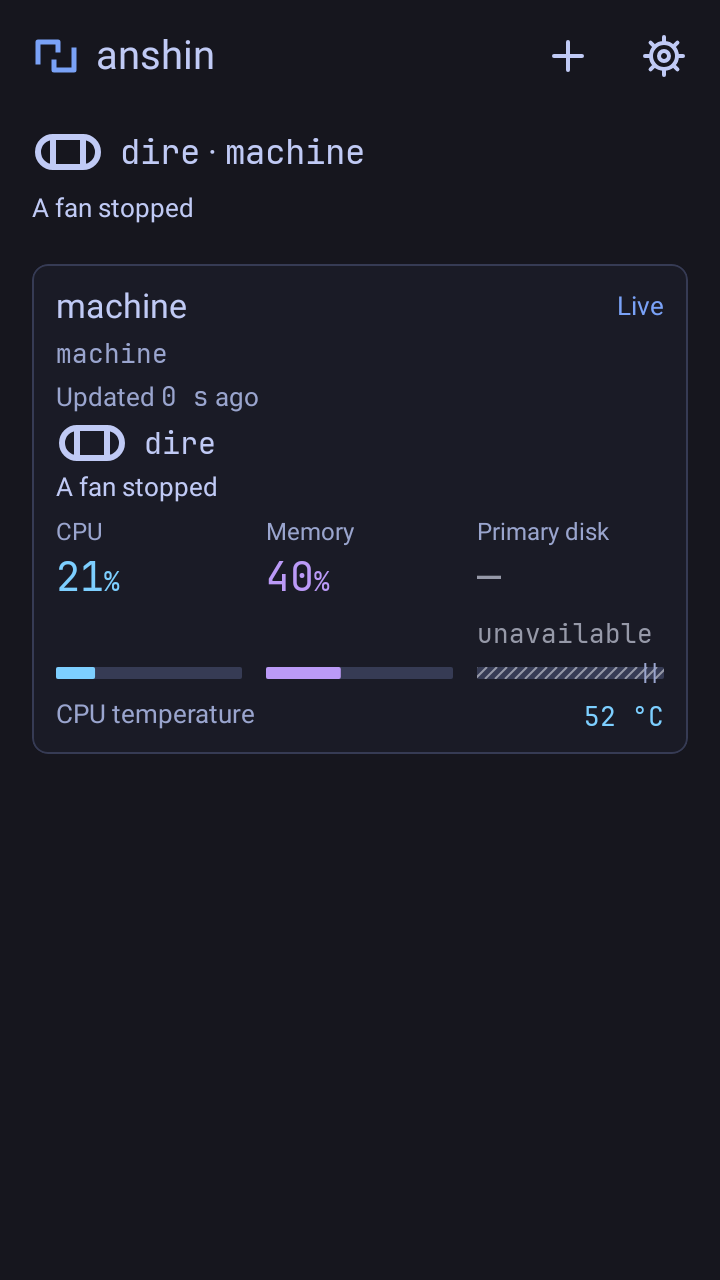 anshin
dire · machine
A fan stopped
machine
Live
machine
Updated 0 s ago
dire
A fan stopped
CPU
Memory
Primary disk
21%
40%
—
unavailable
CPU temperature
52 °C